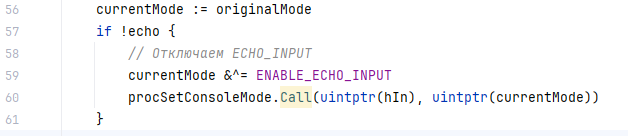 56 currentMode := originalMode
57 if !echo {
58 // Отключаем ECHO_INPUT
59 currentMode &^= ENABLE_ECHO_INPUT
60 procSetConsoleMode.Call(uintptr(hIn), uintptr(currentMode))
61 }